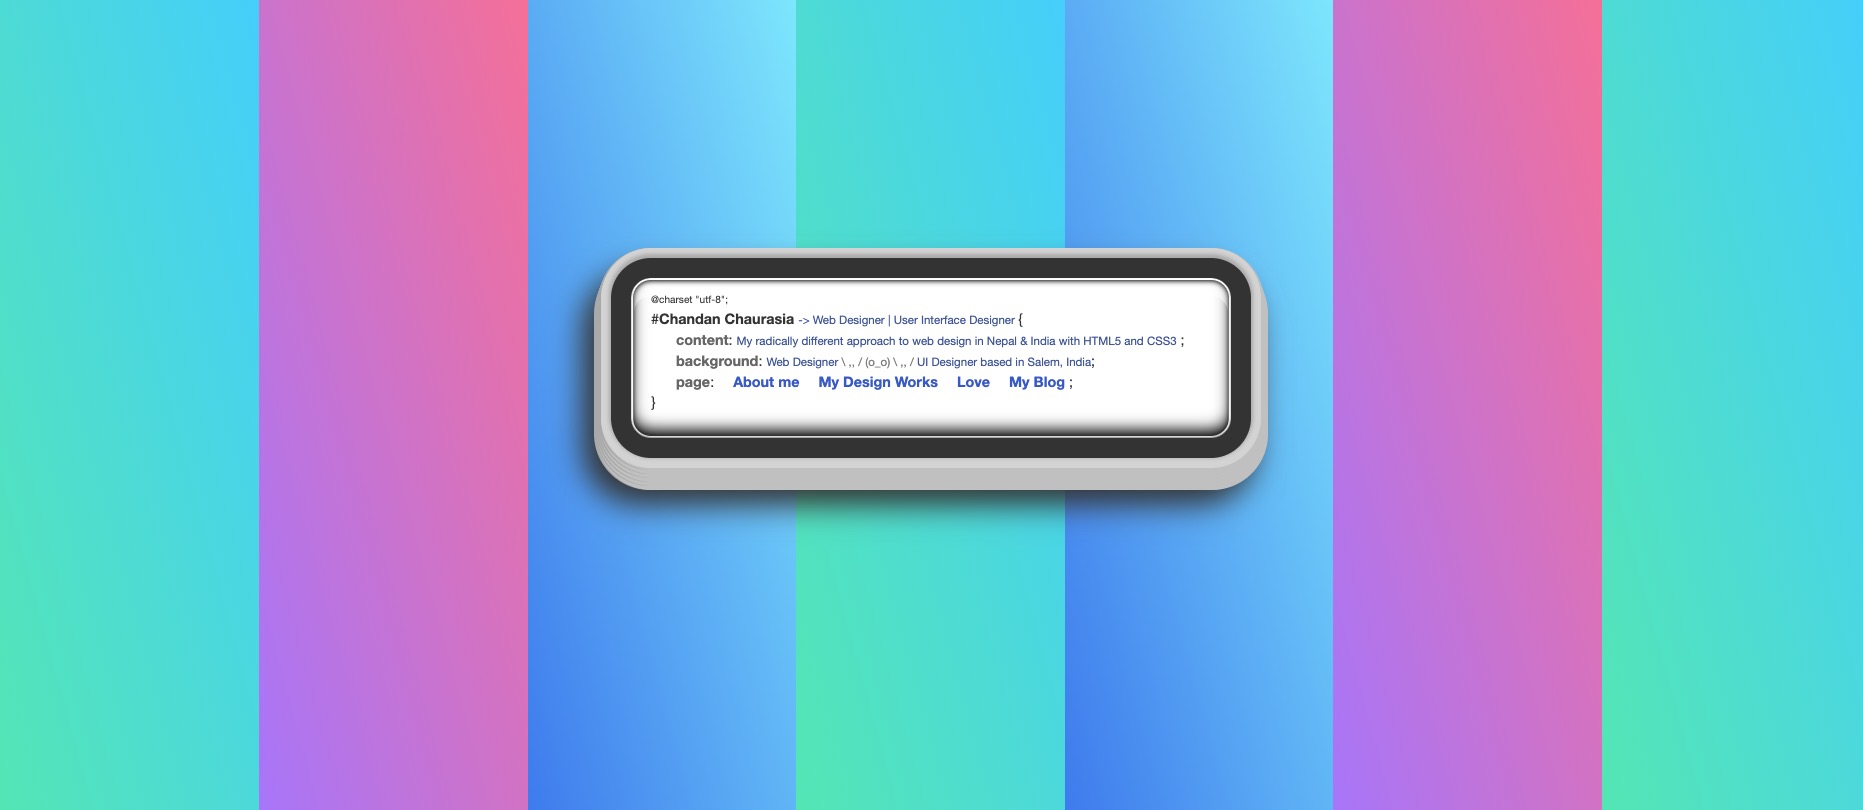 @charset "utf-8";
#Chandan Chaurasia -> Web Designer | User Interface Designer {
content: My radically different approach to web design in Nepal & India with HTML5 and CSS3 ;
background: Web Designer \ ,, / (o_o) \ ,, / UI Designer based in Salem, India;
page: About me My Design Works Love My Blog ;
}